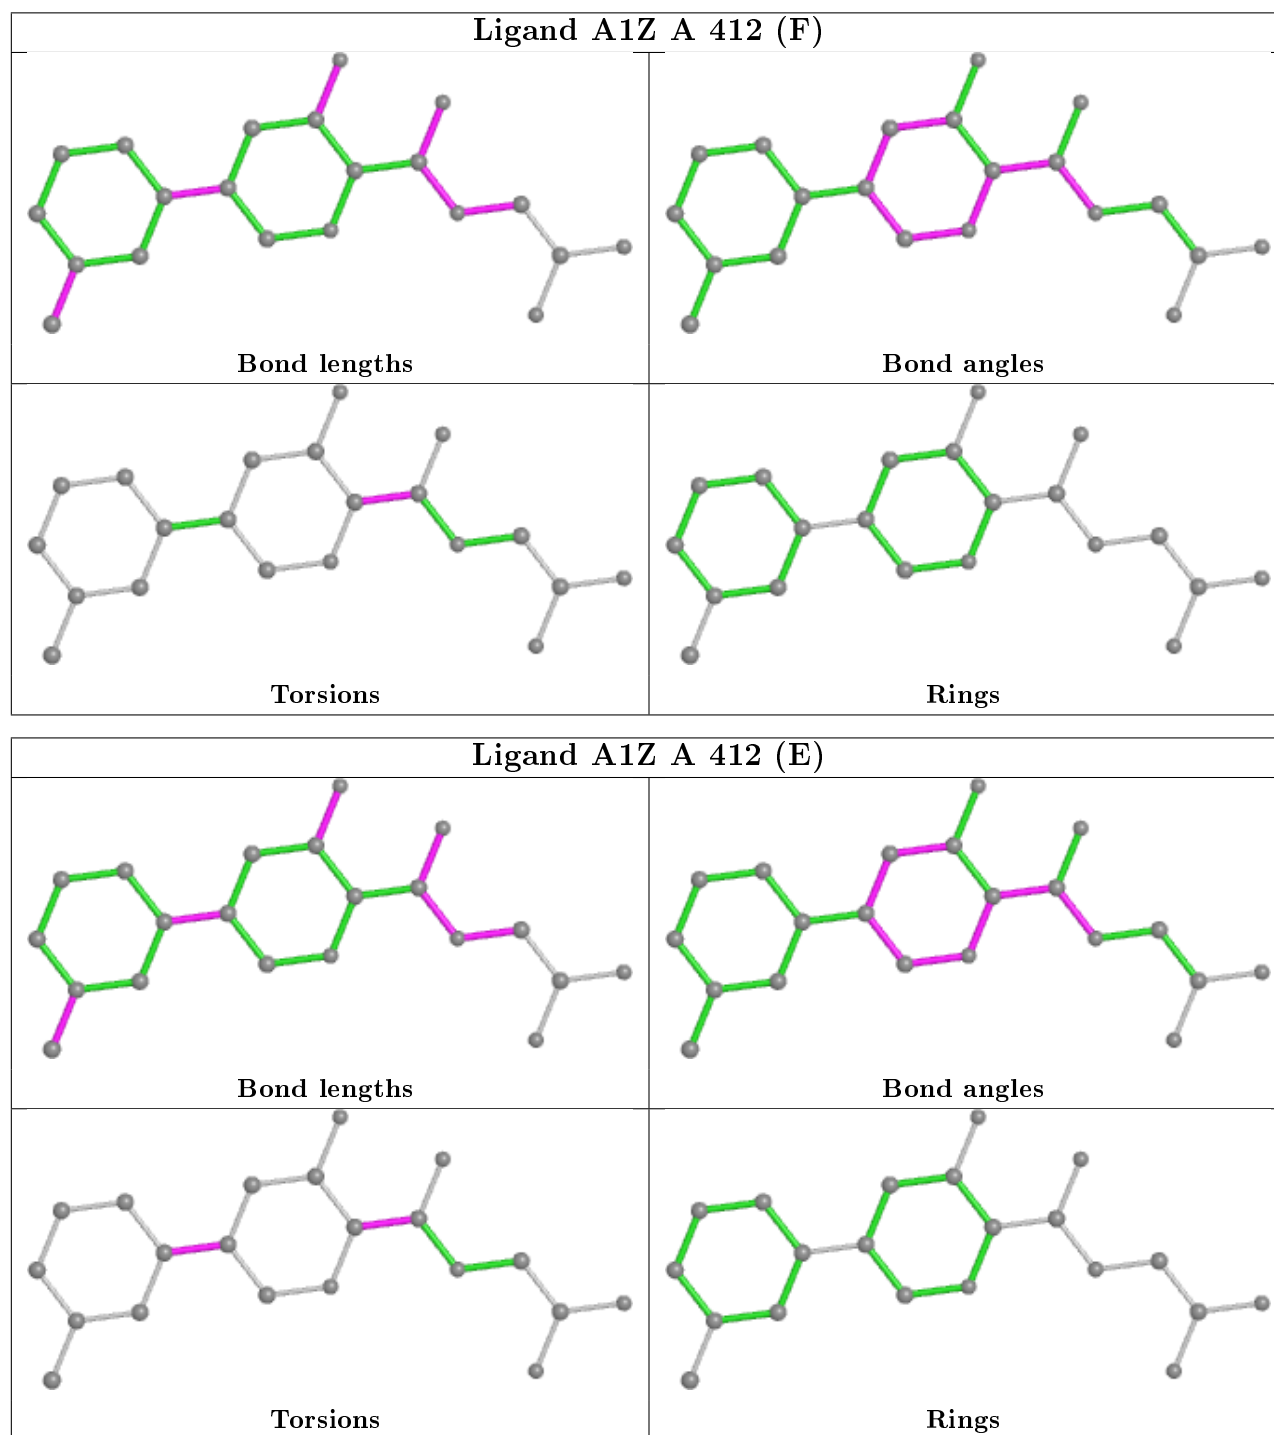 Ligand A1Z A 412 (F)
Bond lengths
Bond angles
Torsions
Rings
Ligand A1Z A 412 (E)
Bond lengths
Bond angles
Torsions
Rings